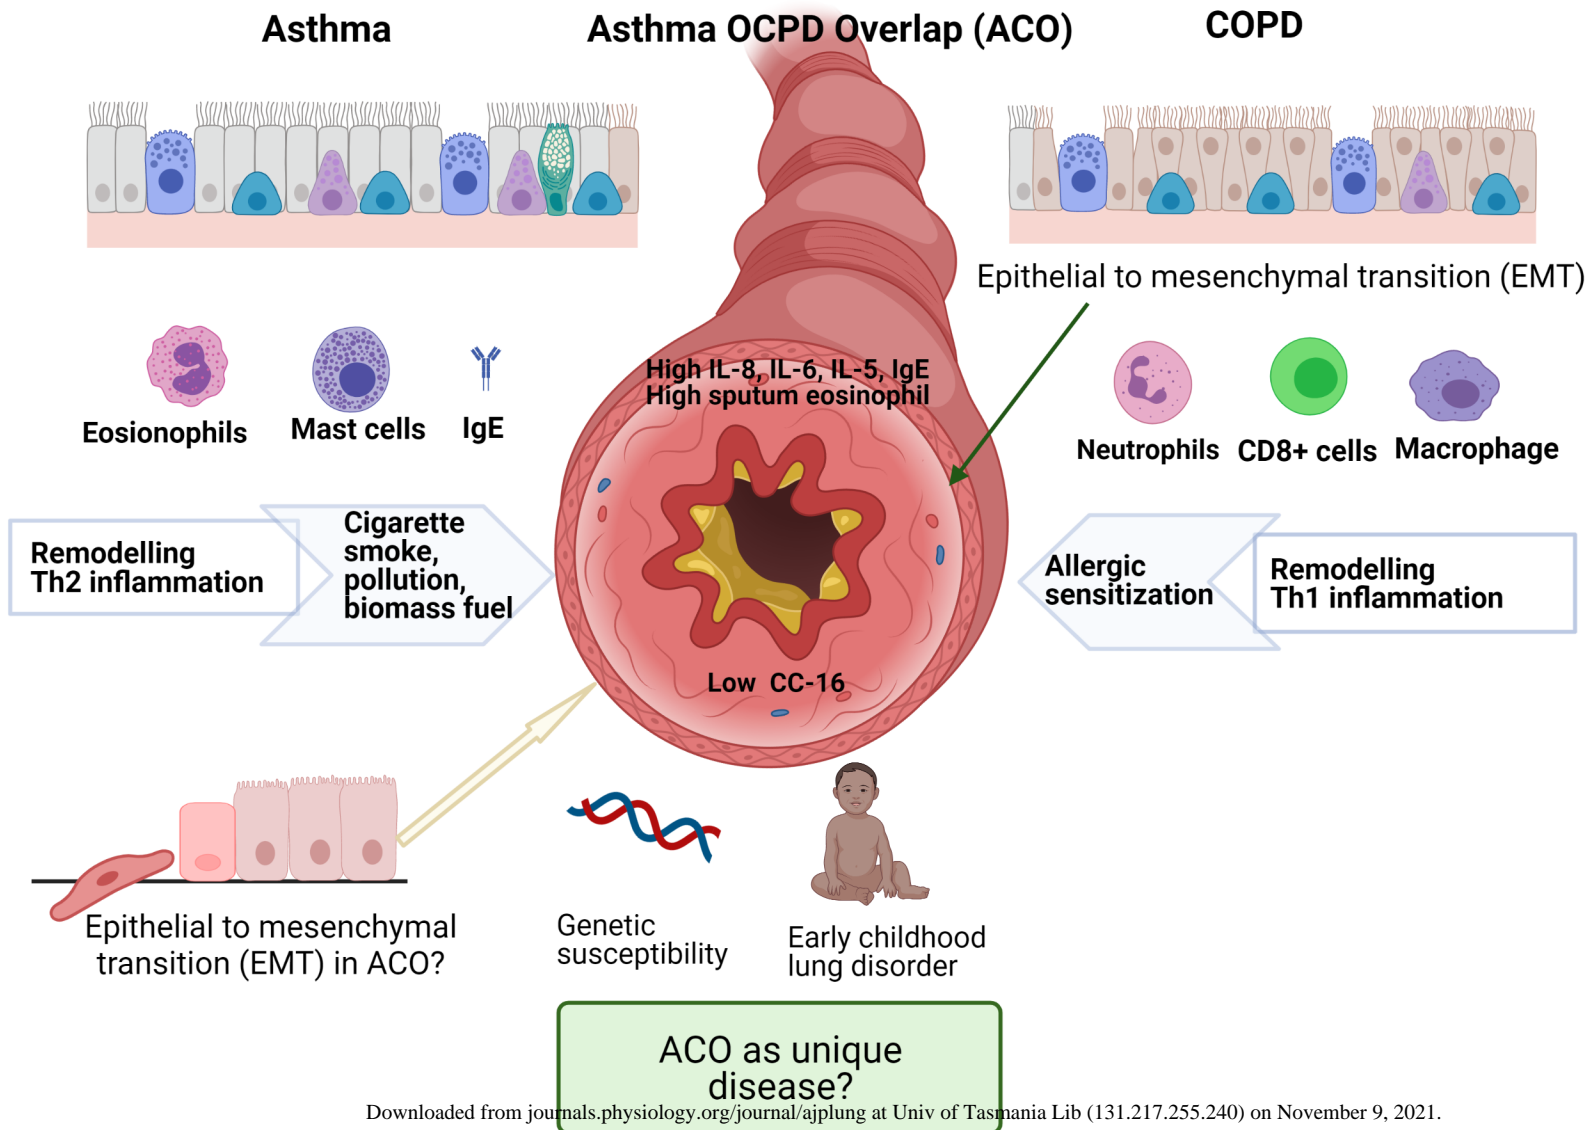 Asthma
Asthma OCPD Overlap (ACO)
COPD
Epithelial to mesenchymal transition (EMT)
High IL-8, IL-6, IL-5, IgE
High sputum eosinophil
Eosionophils
Mast cells
IgE
Neutrophils
CD8+ cells
Macrophage
Remodelling
Th2 inflammation
Cigarette
smoke,
pollution,
biomass fuel
Allergic
sensitization
Remodelling
Th1 inflammation
Low CC-16
Epithelial to mesenchymal
transition (EMT) in ACO?
Genetic
susceptibility
Early childhood
lung disorder
ACO as unique
disease?
Downloaded from journals.physiology.org/journal/ajplung at Univ of Tasmania Lib (131.217.255.240) on November 9, 2021.